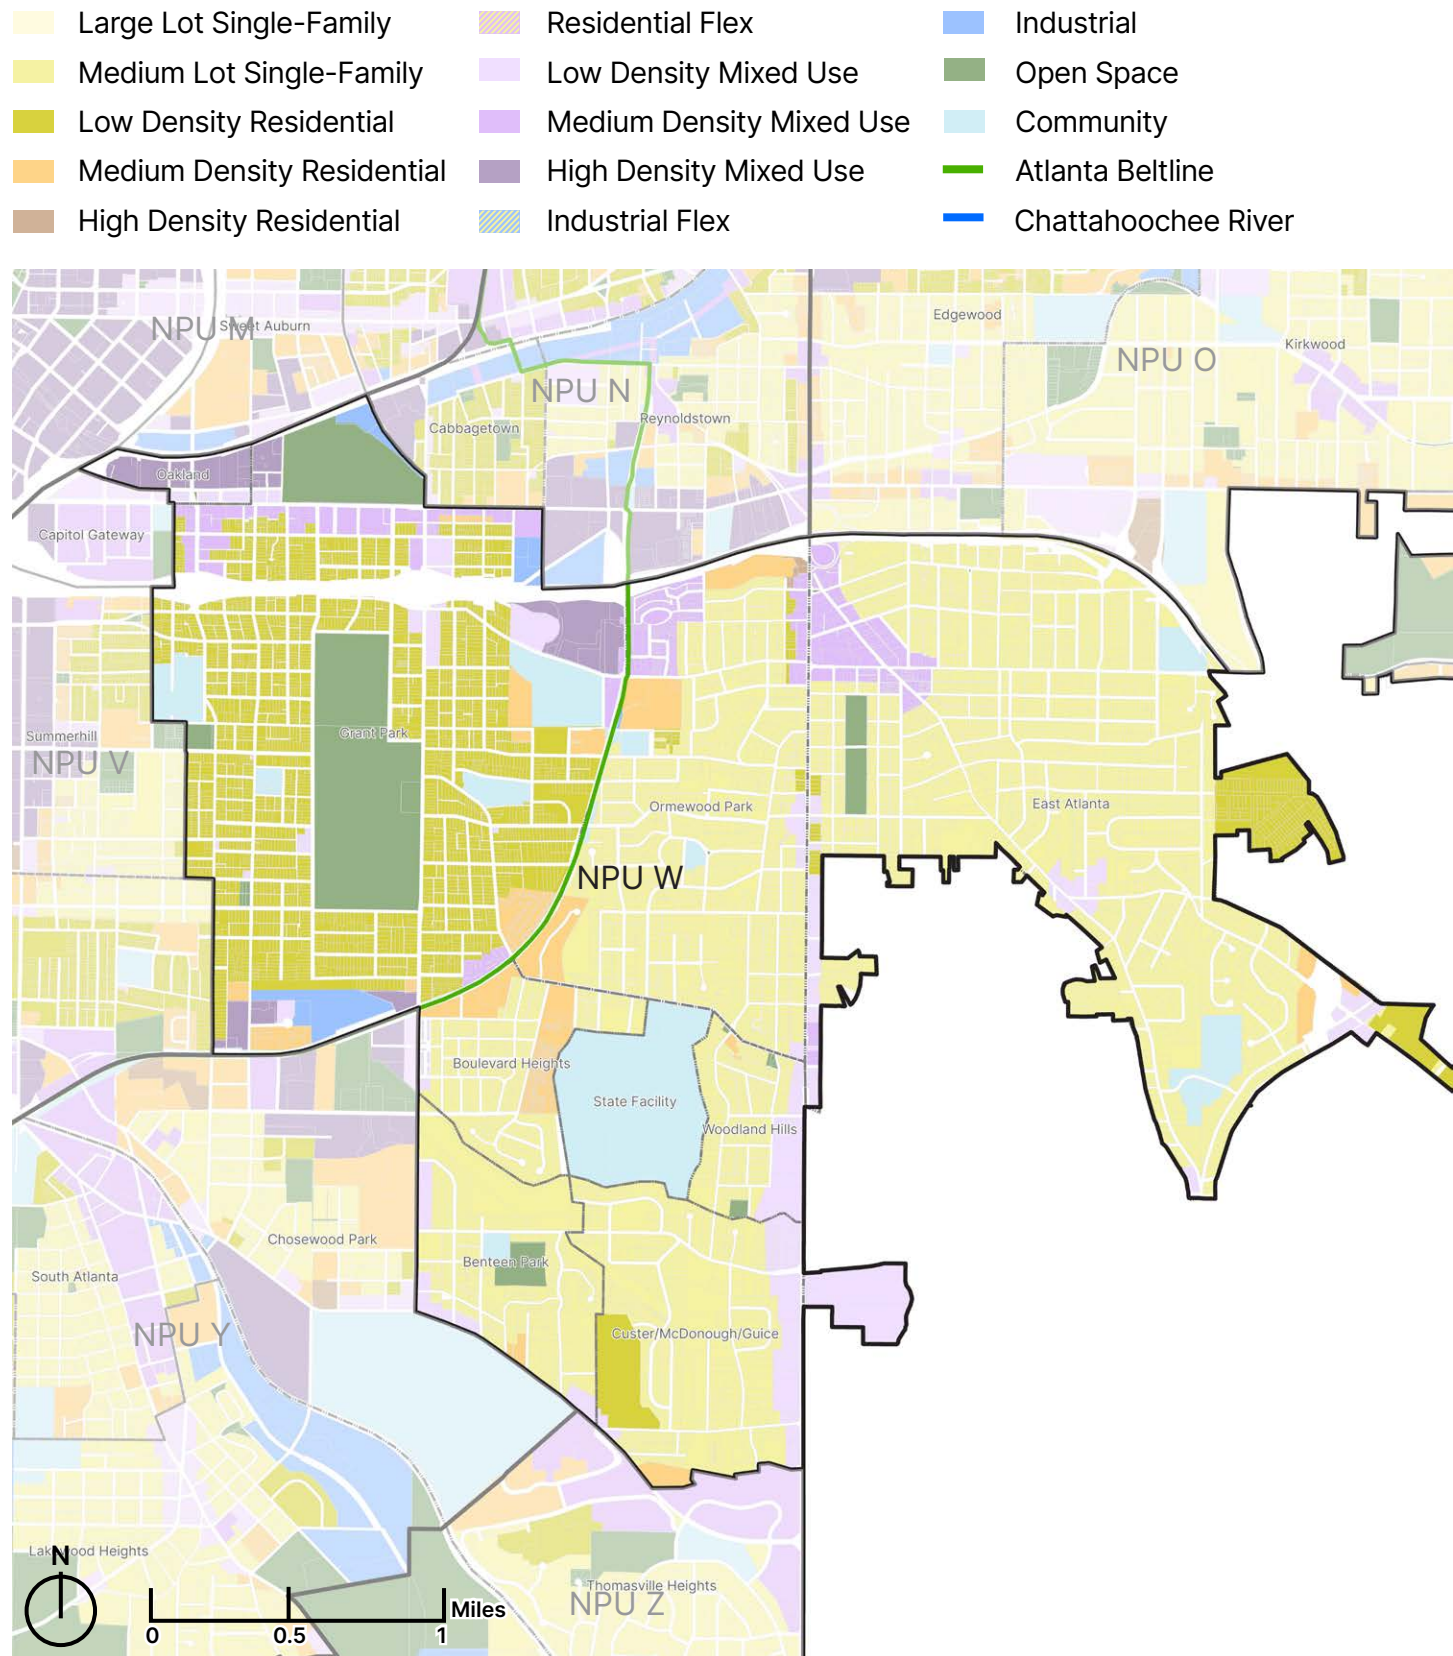 Large Lot Single-Family
Medium Lot Single-Family
Low Density Residential
Medium Density Residential
High Density Residential
Residential Flex
Low Density Mixed Use
Medium Density Mixed Use
High Density Mixed Use
Industrial Flex
Industrial
Open Space
Community
Atlanta Beltline
Chattahoochee River
NPU M
Sweet Auburn
Edgewood
Kirkwood
NPU O
NPU N
Reynoldstown
Cabbagetown
Oakland
Capitol Gateway
Summerhill
NPU V
Grant Park
Ormewood Park
East Atlanta
NPU W
Boulevard Heights
State Facility
Woodland Hills
Chosewood Park
Benteen Park
South Atlanta
NPU Y
Custer/McDonough/Guice
Lakewood Heights
Thomasville Heights
NPU Z
N
Miles
0
0.5
1